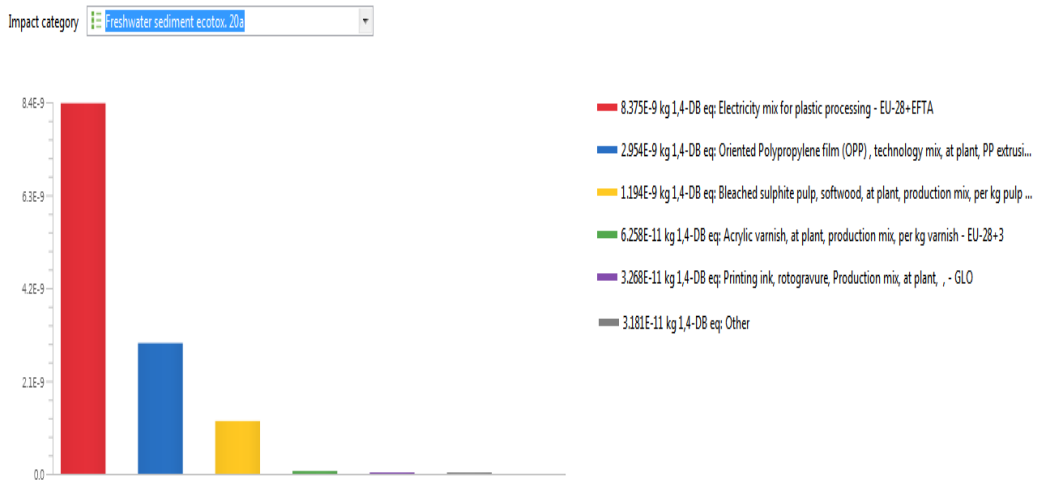 Impact category Freshwater sediment ecotox. 20a
8.4E-9
6.3E-9
4.2E-9
2.1E-9
0.0
8.375E-9 kg 1,4-DB eq: Electricity mix for plastic processing - EU-28+EFTA
2.954E-9 kg 1,4-DB eq: Oriented Polypropylene film (OPP) , technology mix, at plant, PP extrusi...
1.194E-9 kg 1,4-DB eq: Bleached sulphite pulp, softwood, at plant, production mix, per kg pulp ...
6.258E-11 kg 1,4-DB eq: Acrylic varnish, at plant, production mix, per kg varnish - EU-28+3
3.268E-11 kg 1,4-DB eq: Printing ink, rotogravure, Production mix, at plant, , - GLO
3.181E-11 kg 1,4-DB eq: Other